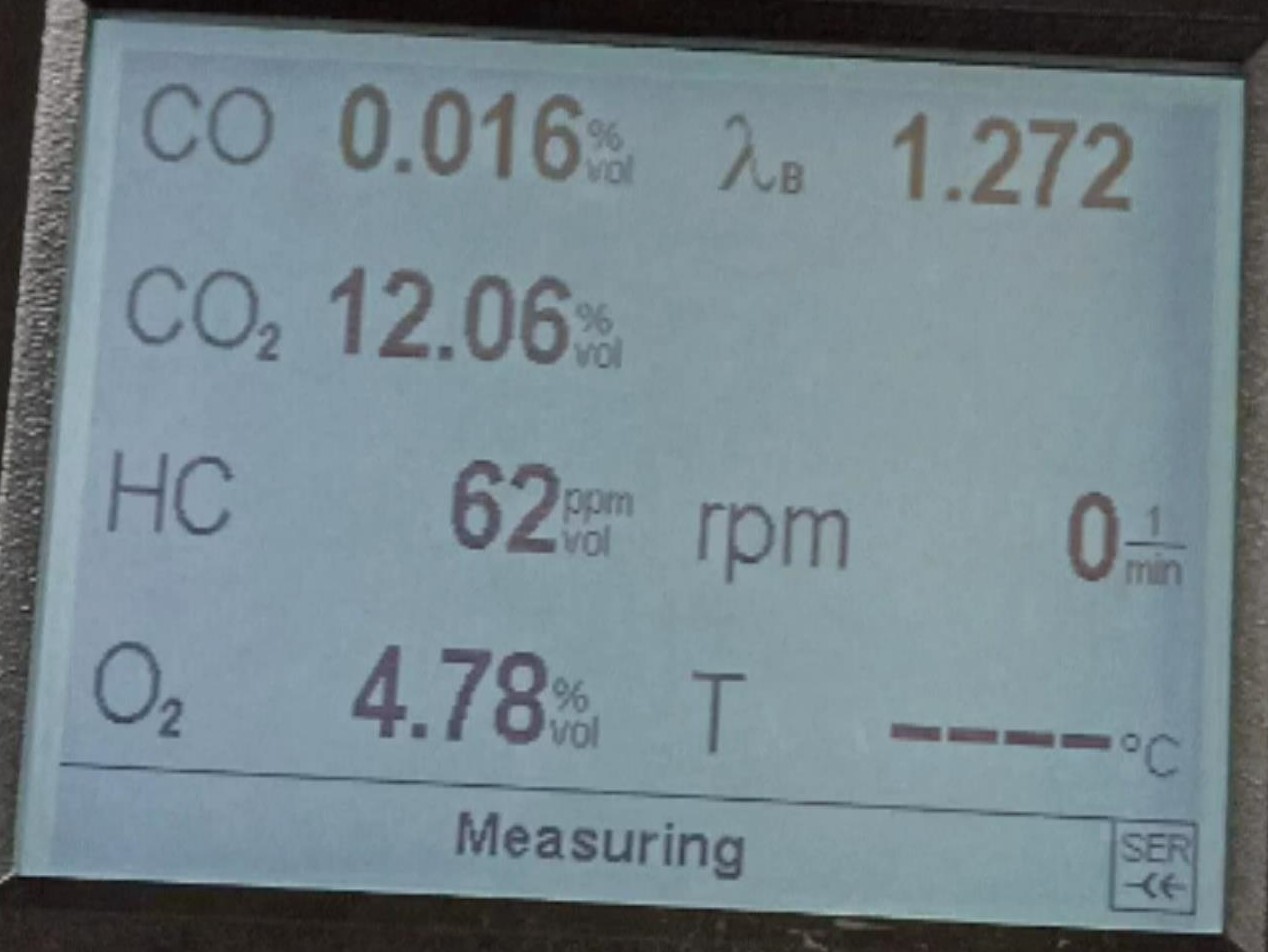 CO 0.016 % vol λB 1.272
CO₂ 12.06 % vol
HC 62 ppm vol rpm 0 1/min
O₂ 4.78 % vol T ---- °C
Measuring
SER